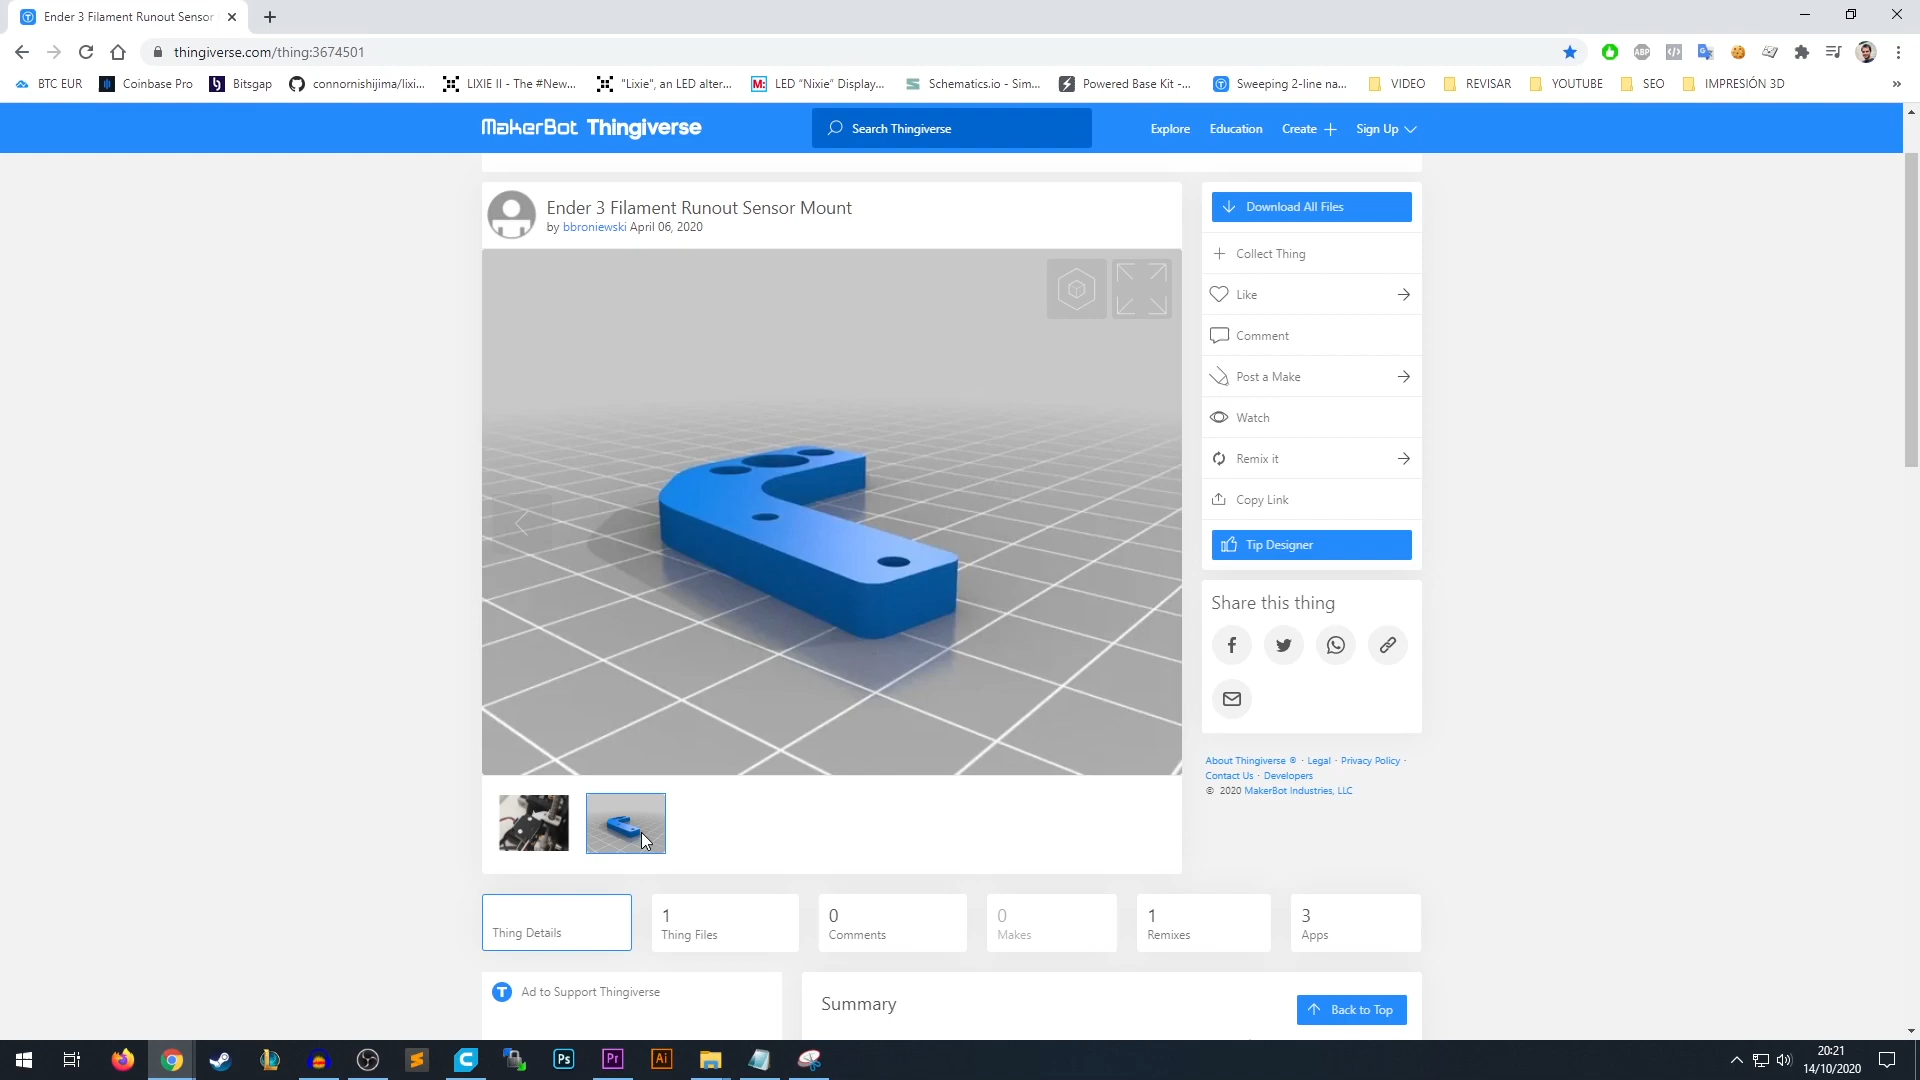 Ender 3 Filament Runout Sensor
thingiverse.com/thing:3674501
BTC EUR
Coinbase Pro
Bitsgap
connornishijima/lixi...
LIXIE II - The #New...
"Lixie", an LED alter...
LED “Nixie” Display,...
Schematics.io - Sim...
Powered Base Kit -...
Sweeping 2-line na...
VIDEO
REVISAR
YOUTUBE
SEO
IMPRESIÓN 3D
»
MakerBot Thingiverse
Search Thingiverse
Explore
Education
Create
Sign Up
Ender 3 Filament Runout Sensor Mount
by bbroniewski April 06, 2020
Download All Files
Collect Thing
Like
Comment
Post a Make
Watch
Remix it
Copy Link
Tip Designer
Share this thing
About Thingiverse ® · Legal · Privacy Policy ·
Contact Us · Developers
© 2020 MakerBot Industries, LLC
Thing Details
1
Thing Files
0
Comments
0
Makes
1
Remixes
3
Apps
Ad to Support Thingiverse
Summary
Back to Top
Ps
Pr
Ai
20:21
14/10/2020